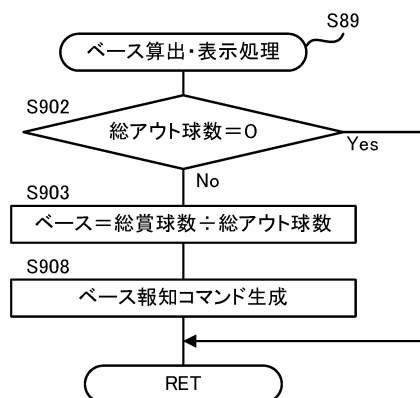 S89
ベース算出・表示処理
S902
総アウト球数＝0
Yes
No
S903
ベース＝総賞球数÷総アウト球数
S908
ベース報知コマンド生成
RET